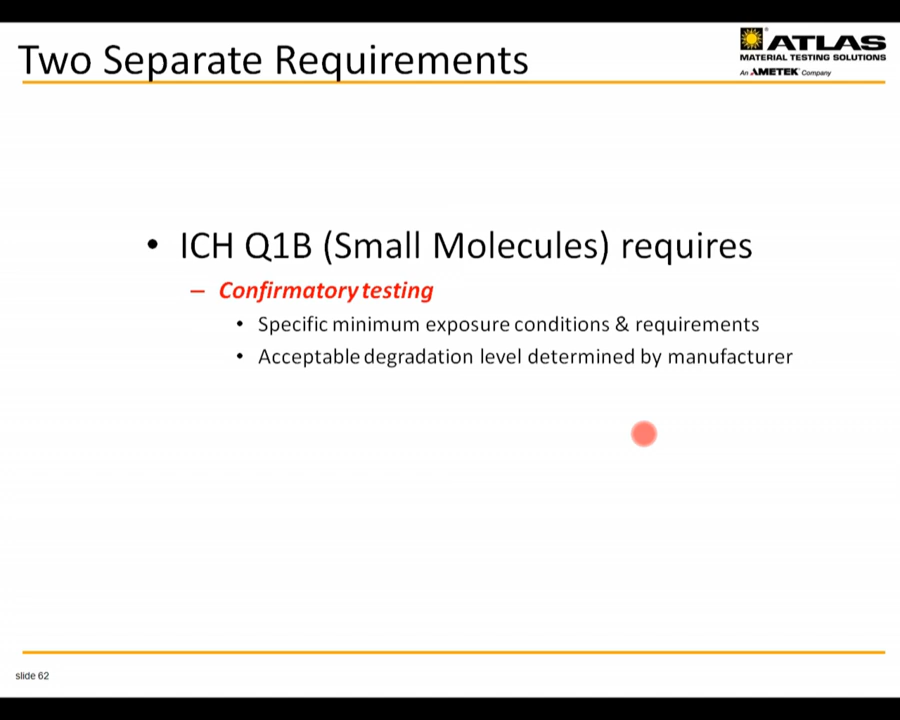 Two Separate Requirements
ATLAS
MATERIAL TESTING SOLUTIONS
An AMETEK Company
• ICH Q1B (Small Molecules) requires
– Confirmatory testing
• Specific minimum exposure conditions & requirements
• Acceptable degradation level determined by manufacturer
slide 62